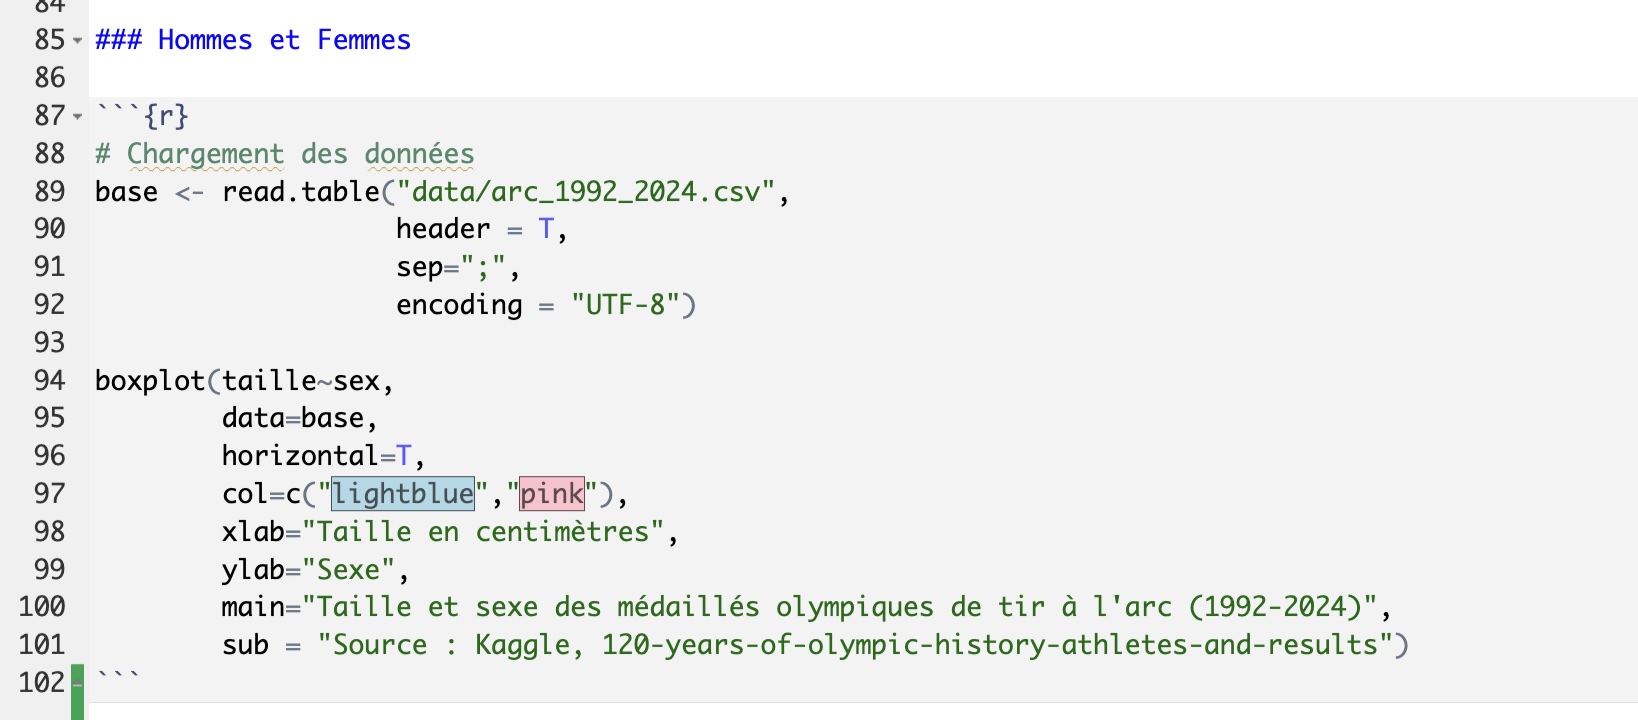 84
85 ### Hommes et Femmes
86
87 ```{r}
88 # Chargement des données
89 base <- read.table("data/arc_1992_2024.csv",
90                    header = T,
91                    sep=";",
92                    encoding = "UTF-8")
93
94 boxplot(taille~sex,
95         data=base,
96         horizontal=T,
97         col=c("lightblue","pink"),
98         xlab="Taille en centimètres",
99         ylab="Sexe",
100         main="Taille et sexe des médaillés olympiques de tir à l'arc (1992-2024)",
101         sub = "Source : Kaggle, 120-years-of-olympic-history-athletes-and-results")
102 ```